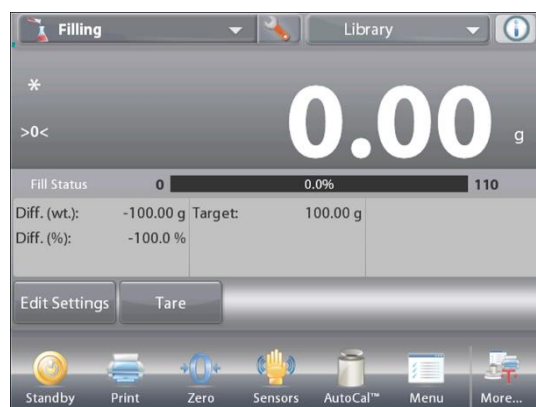 Filling
Library
*
>0<
0.00 g
Fill Status 0 0.0% 110
Diff. (wt.): -100.00 g Target: 100.00 g
Diff. (%): -100.0 %
Edit Settings Tare
Standby Print Zero Sensors AutoCal™ Menu More...